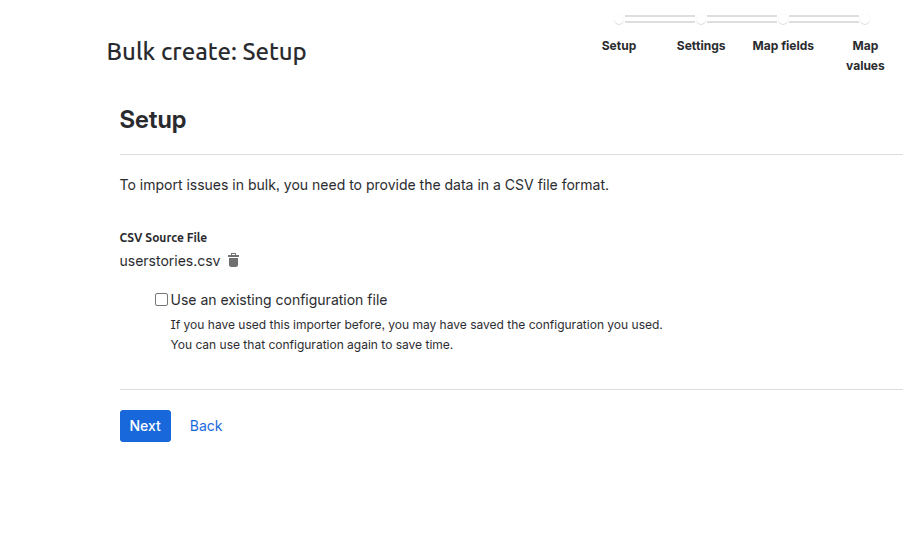 Bulk create: Setup
Setup
Settings
Map fields
Map
values
Setup
To import issues in bulk, you need to provide the data in a CSV file format.
CSV Source File
userstories.csv
Use an existing configuration file
If you have used this importer before, you may have saved the configuration you used.
You can use that configuration again to save time.
Next
Back